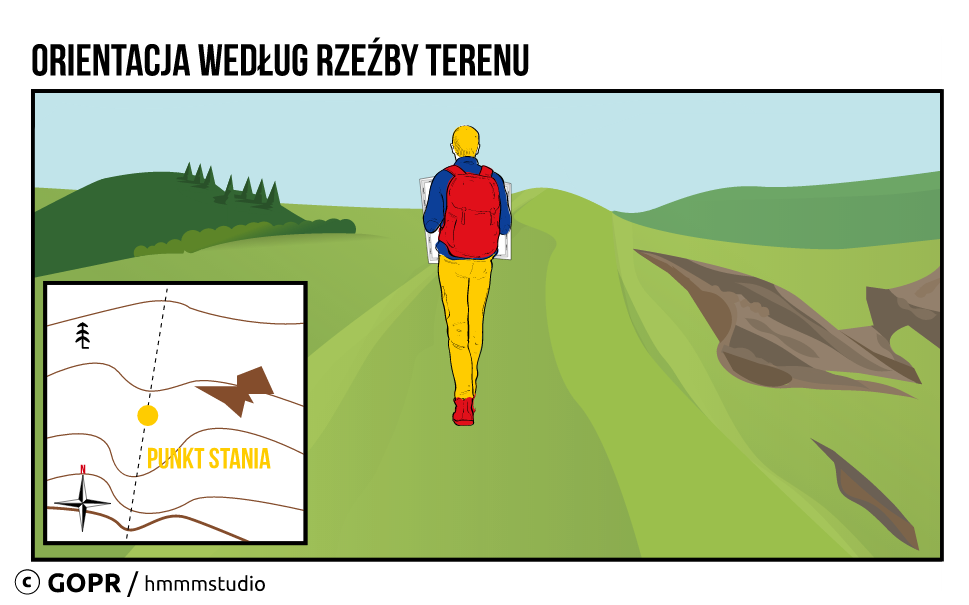 ORIENTACJA WEDŁUG RZEŹBY TERENU
PUNKT STANIA
N
© GOPR / hmmmstudio